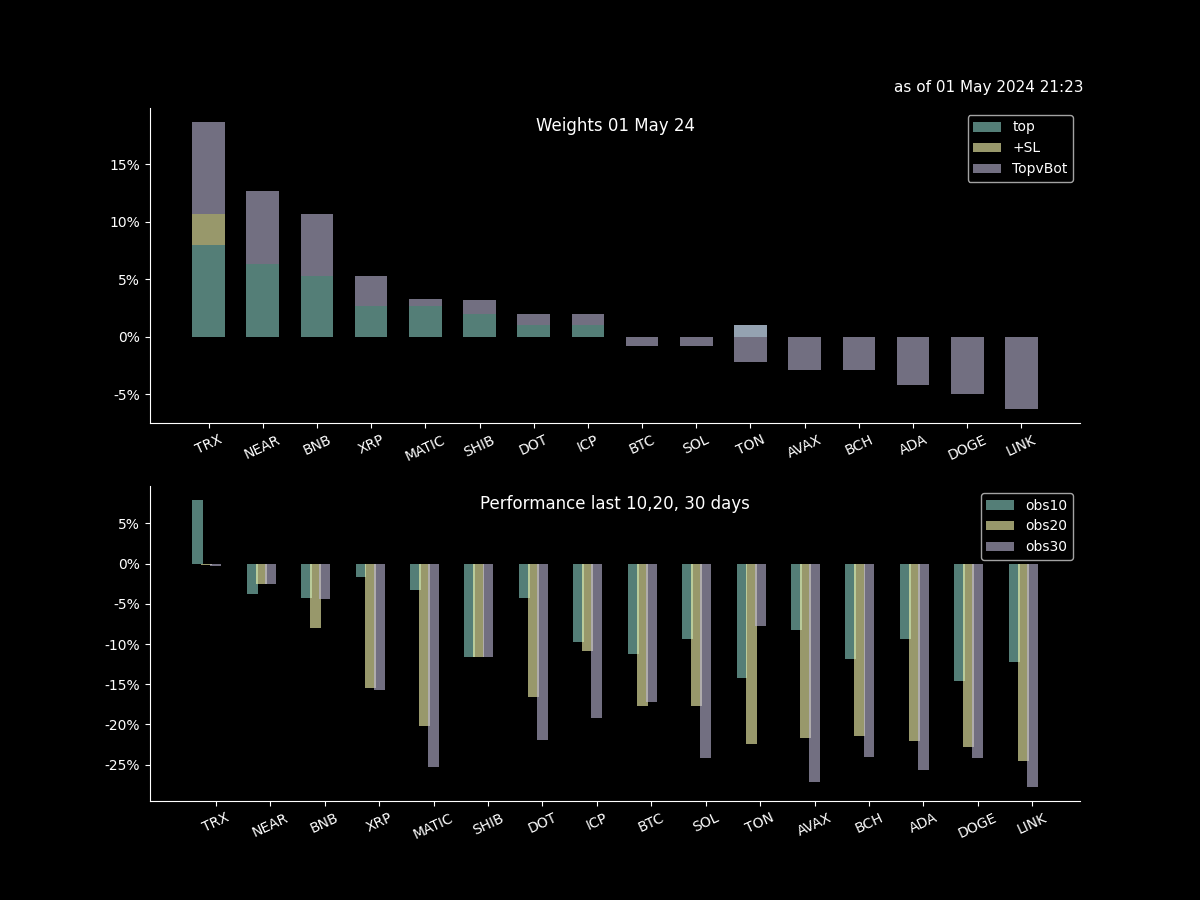 as of 01 May 2024 21:23
Weights 01 May 24
top
+SL
TopvBot
15%
10%
5%
0%
-5%
TRX NEAR BNB XRP MATIC SHIB DOT ICP BTC SOL TON AVAX BCH ADA DOGE LINK
Performance last 10,20, 30 days
obs10
obs20
obs30
5%
0%
-5%
-10%
-15%
-20%
-25%
TRX NEAR BNB XRP MATIC SHIB DOT ICP BTC SOL TON AVAX BCH ADA DOGE LINK